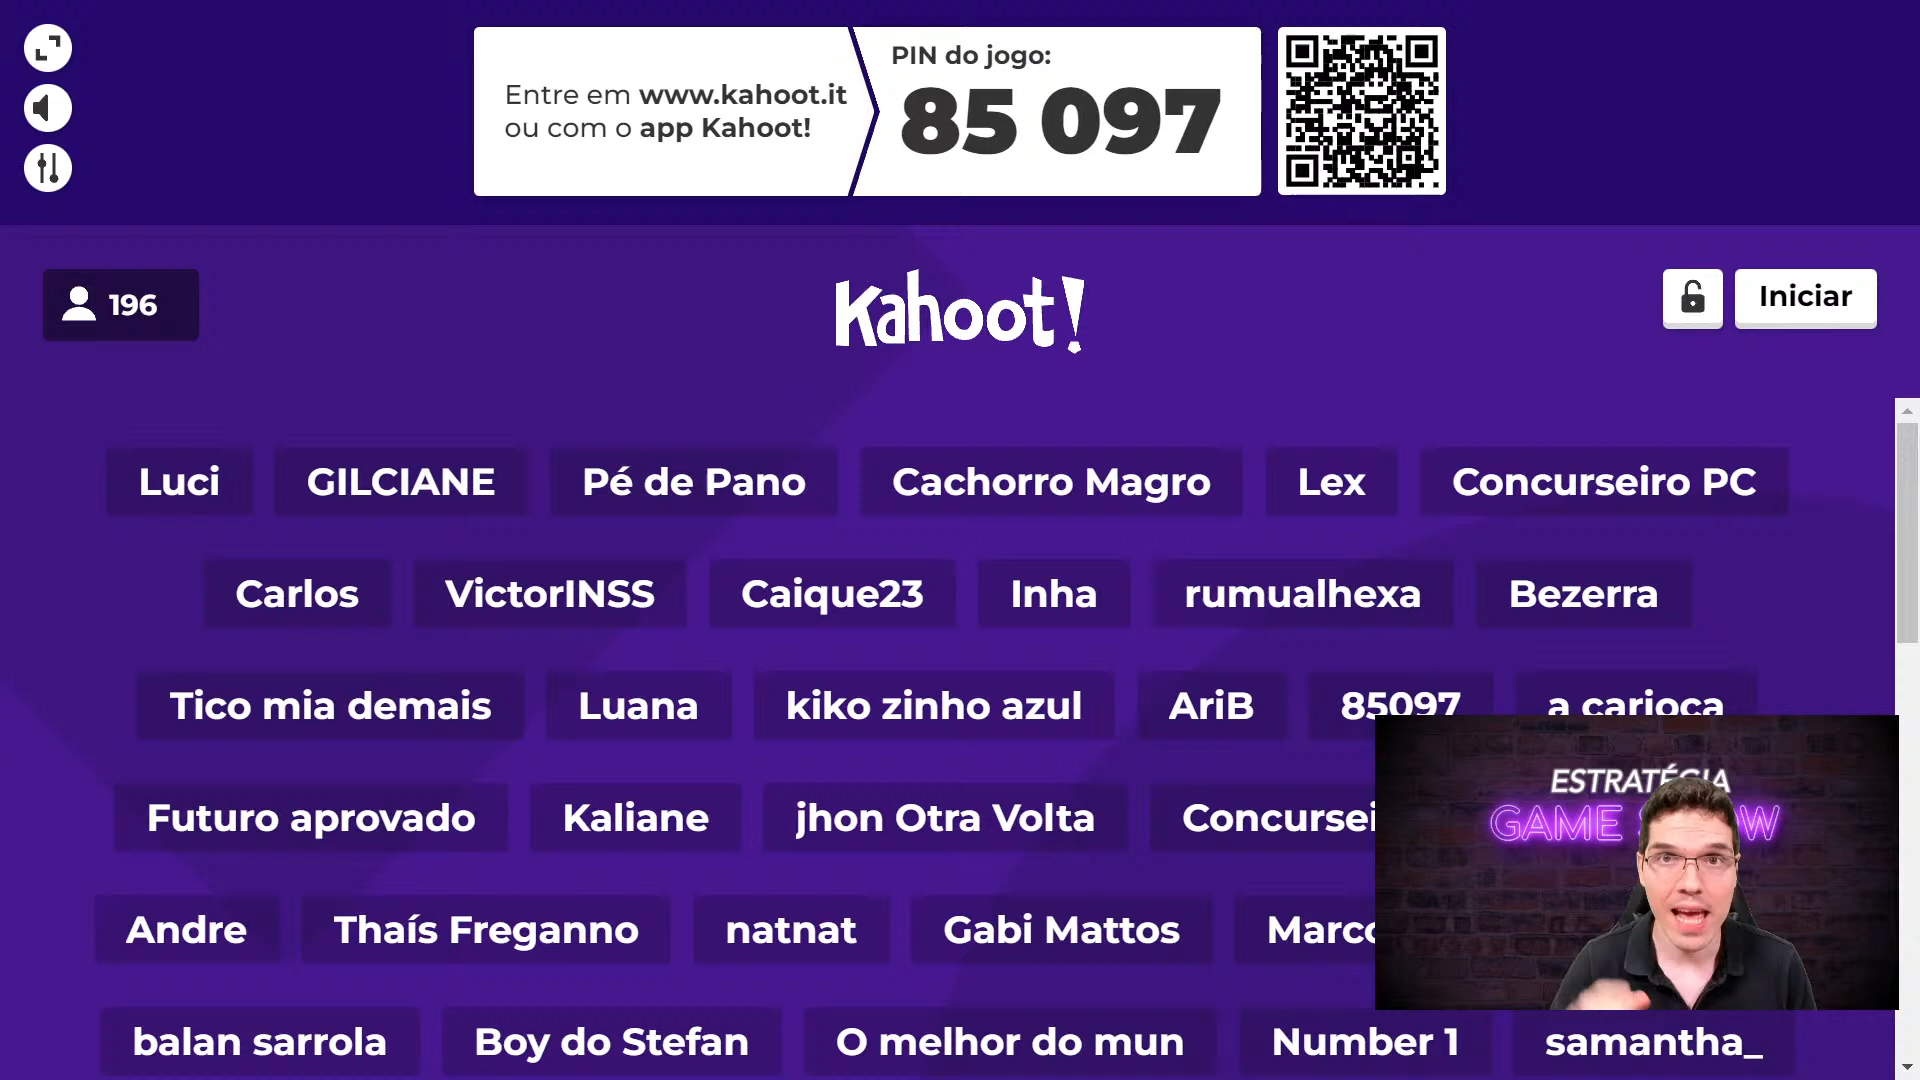 Entre em www.kahoot.it
ou com o app Kahoot!
PIN do jogo:
85 097
196
Kahoot!
Iniciar
Luci GILCIANE Pé de Pano Cachorro Magro Lex Concurseiro PC
Carlos VictorINSS Caique23 Inha rumualhexa Bezerra
Tico mia demais Luana kiko zinho azul AriB 85097 a carioca
Futuro aprovado Kaliane jhon Otra Volta
Andre Thaís Freganno natnat Gabi Mattos
balan sarrola Boy do Stefan O melhor do mun Number 1 samantha_
ESTRATÉGIA
GAME